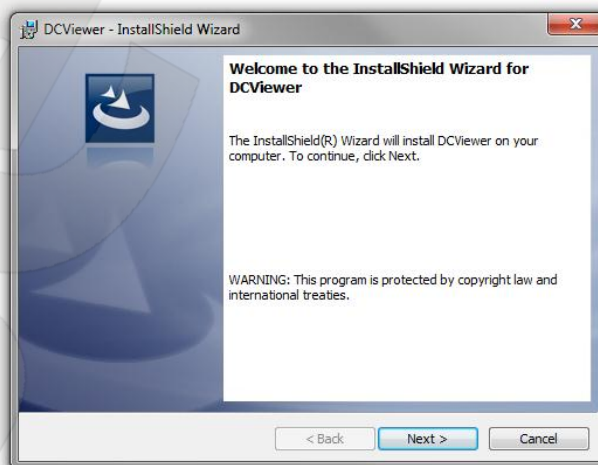 DCViewer - InstallShield Wizard
Welcome to the InstallShield Wizard for
DCViewer
The InstallShield(R) Wizard will install DCViewer on your
computer. To continue, click Next.
WARNING: This program is protected by copyright law and
international treaties.
< Back
Next >
Cancel